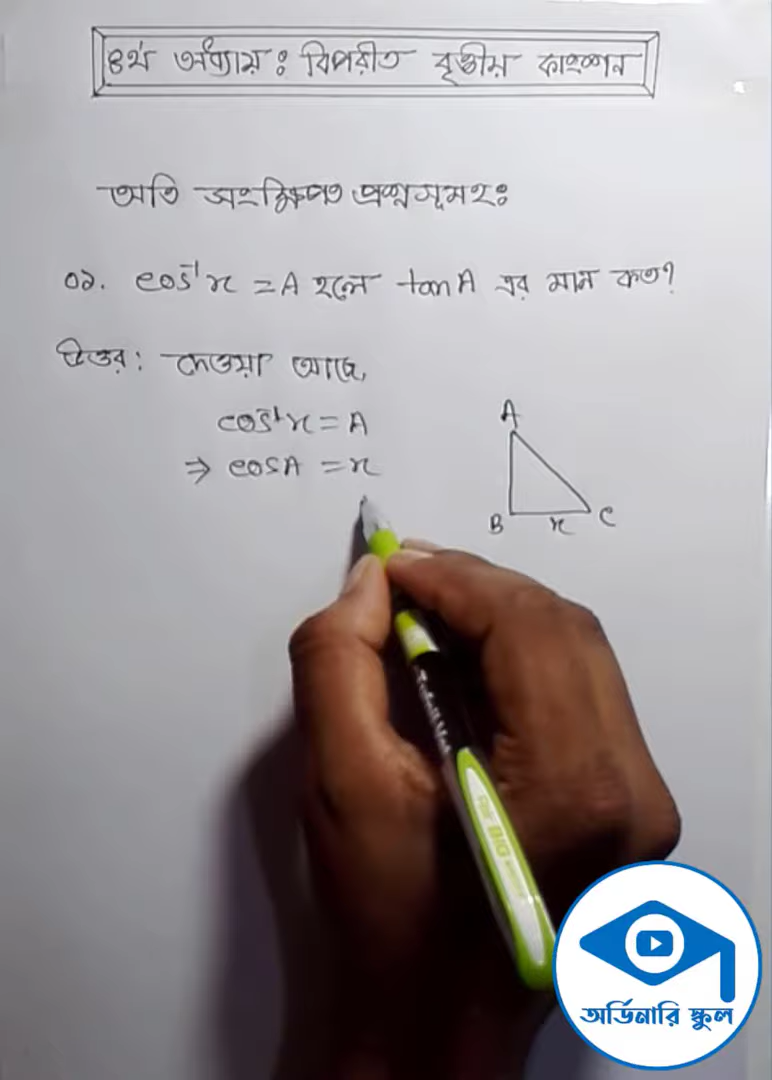 ৪র্থ অধ্যায় : বিপরীত বৃত্তীয় ফাংশন
অতি সংক্ষিপ্ত প্রশ্নসমূহঃ
০১. cos⁻¹x = A হলে tanA এর মান কত?
উত্তর : দেওয়া আছে,
cos⁻¹x = A
⇒ cosA = x
A
B x C
অর্ডিনারি স্কুল